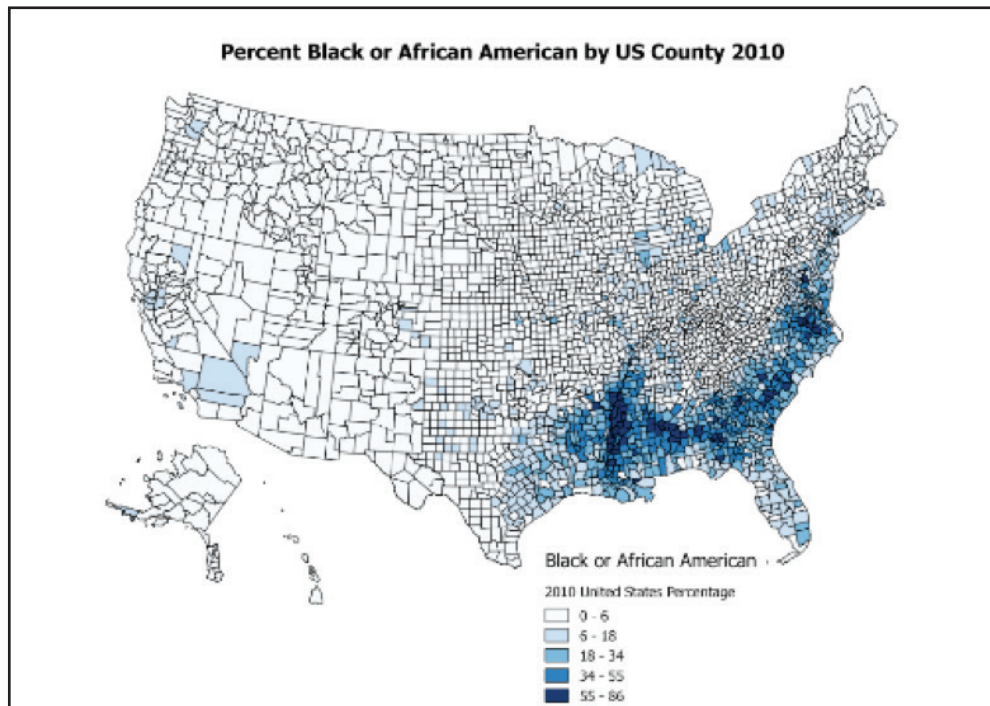 Percent Black or African American by US County 2010
Black or African American
2010 United States Percentage
0 - 6
6 - 18
18 - 34
34 - 55
55 - 86